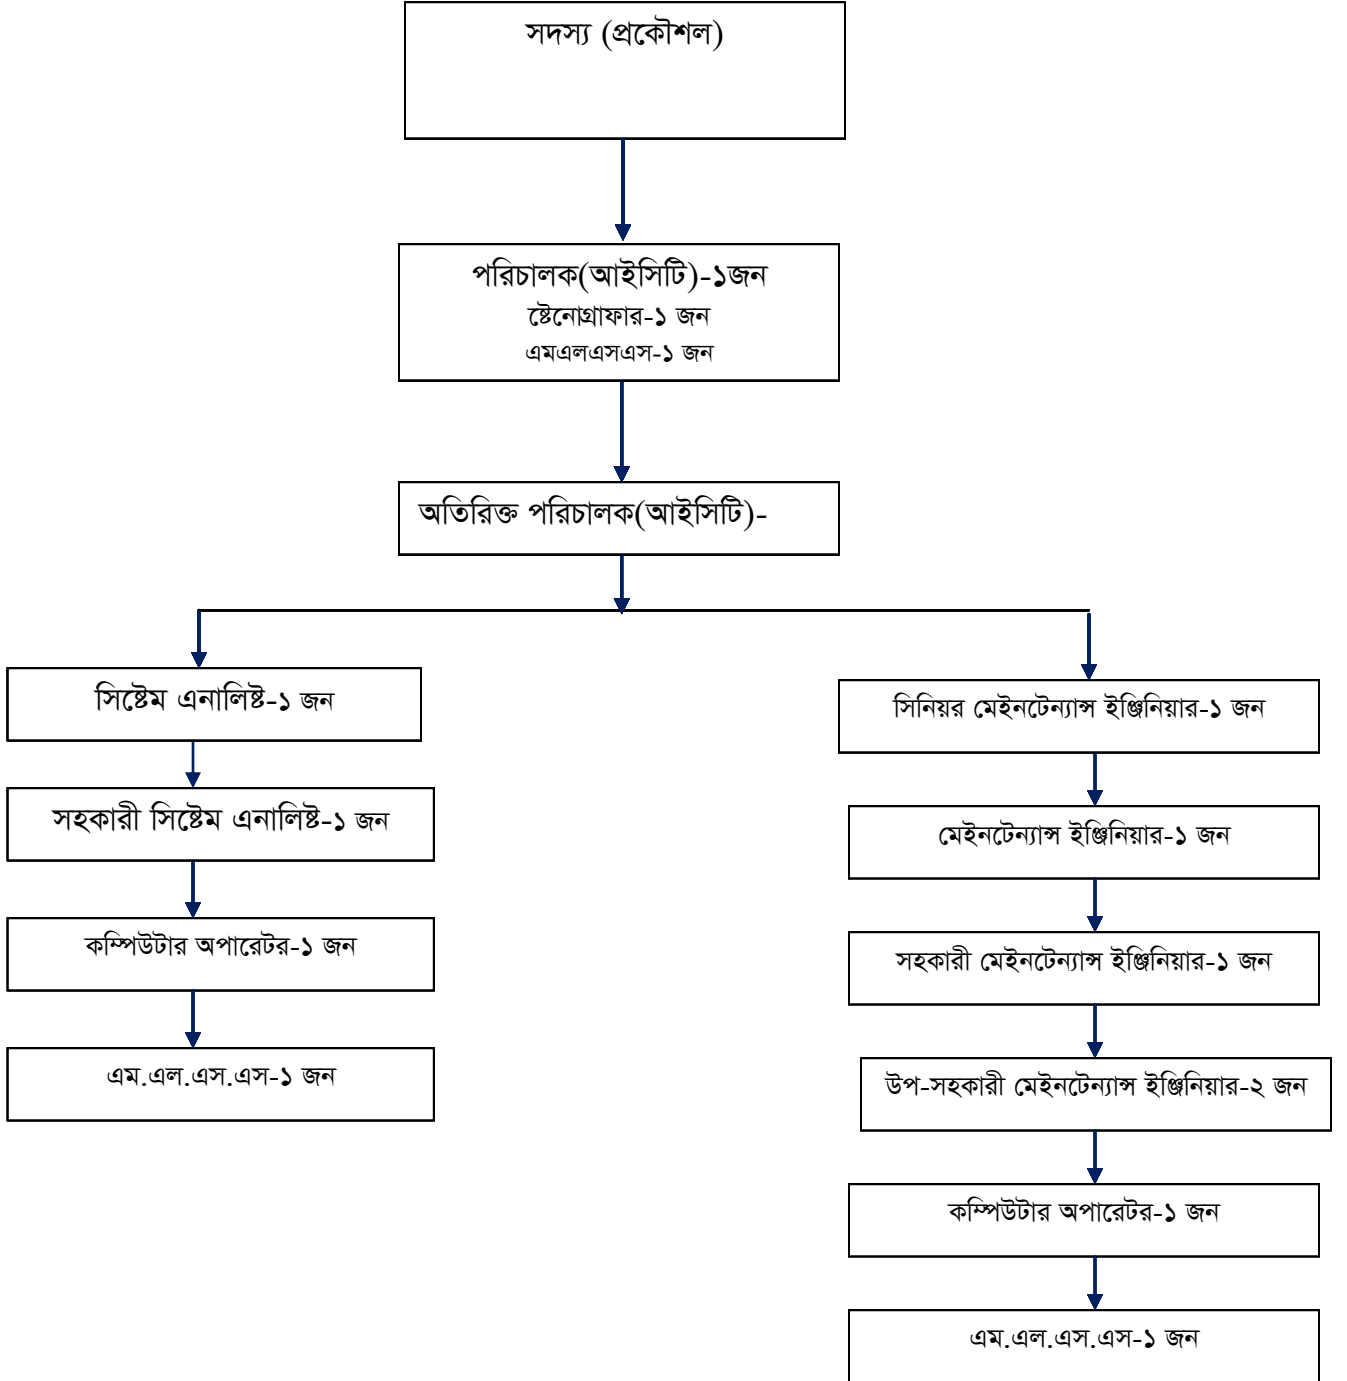 সদস্য (প্রকৌশল)
পরিচালক(আইসিটি)-১জন
ষ্টেনোগ্রাফার-১ জন
এমএলএসএস-১ জন
অতিরিক্ত পরিচালক(আইসিটি)-
সিষ্টেম এনালিষ্ট-১ জন
সহকারী সিষ্টেম এনালিষ্ট-১ জন
কম্পিউটার অপারেটর-১ জন
এম.এল.এস.এস-১ জন
সিনিয়র মেইনটেন্যান্স ইঞ্জিনিয়ার-১ জন
মেইনটেন্যান্স ইঞ্জিনিয়ার-১ জন
সহকারী মেইনটেন্যান্স ইঞ্জিনিয়ার-১ জন
উপ-সহকারী মেইনটেন্যান্স ইঞ্জিনিয়ার-২ জন
কম্পিউটার অপারেটর-১ জন
এম.এল.এস.এস-১ জন